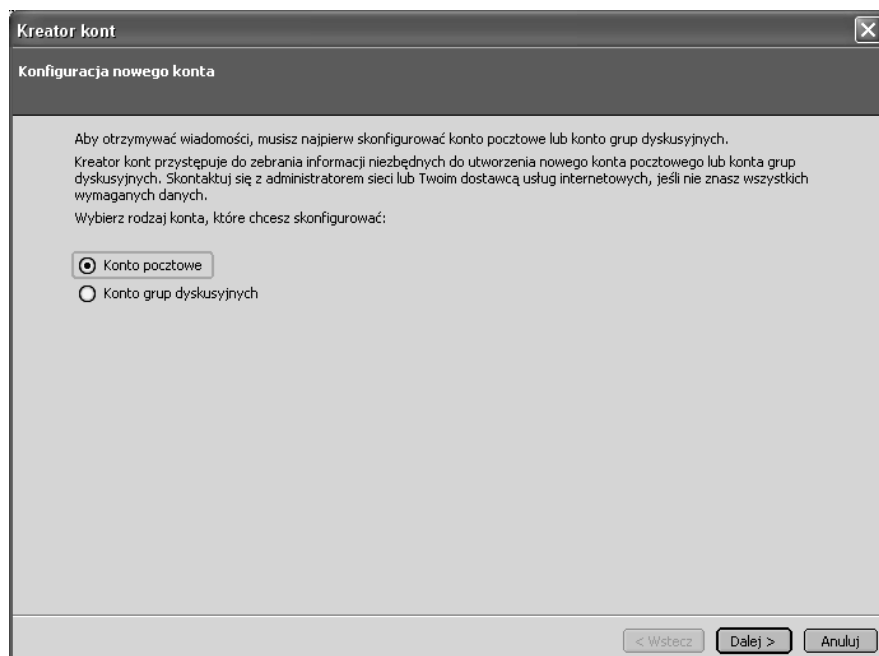 Kreator kont
Konfiguracja nowego konta
Aby otrzymywać wiadomości, musisz najpierw skonfigurować konto pocztowe lub konto grup dyskusyjnych.
Kreator kont przystępuje do zebrania informacji niezbędnych do utworzenia nowego konta pocztowego lub konta grup
dyskusyjnych. Skontaktuj się z administratorem sieci lub Twoim dostawcą usług internetowych, jeśli nie znasz wszystkich
wymaganych danych.
Wybierz rodzaj konta, które chcesz skonfigurować:
Konto pocztowe
Konto grup dyskusyjnych
< Wstecz
Dalej >
Anuluj